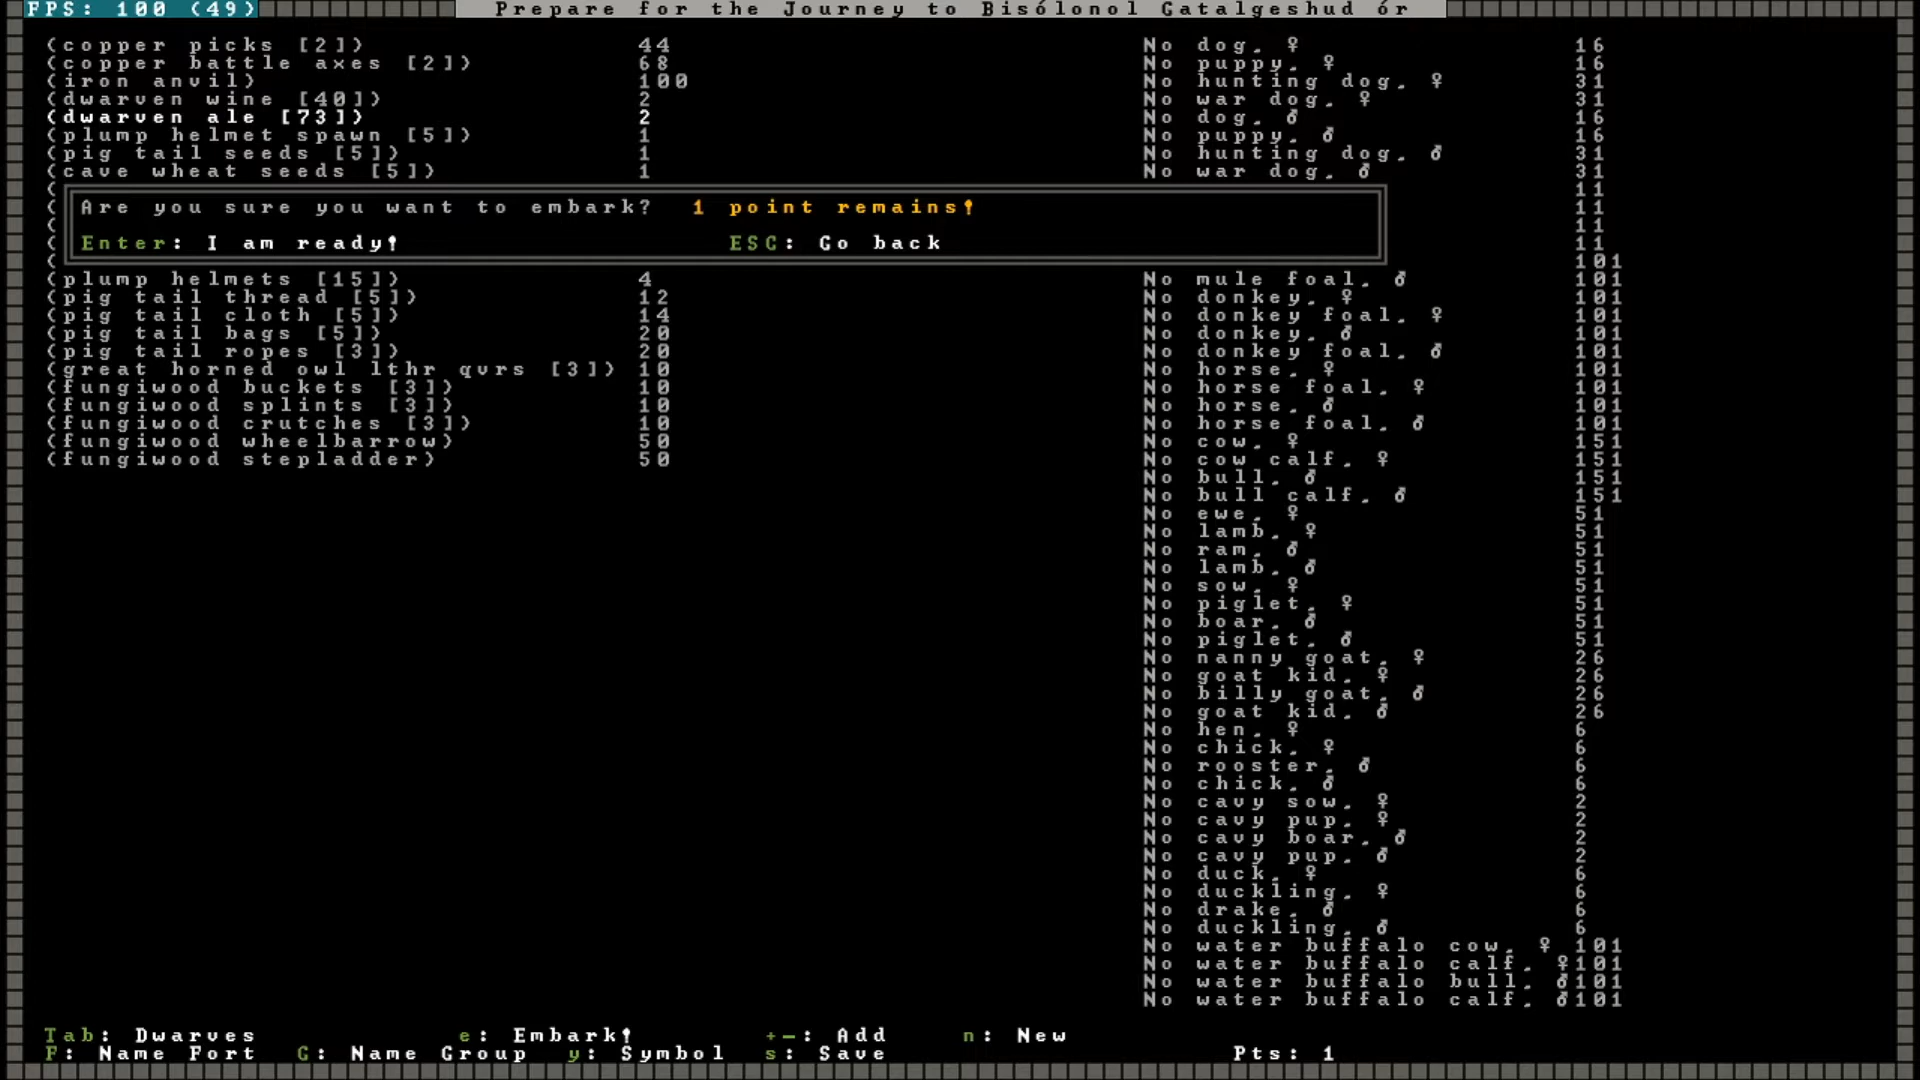 FPS: 100 (49)
Prepare for the Journey to Bisólonol Gatalgeshud ór
(copper picks [2]) 44 No dog, ♀ 16
(copper battle axes [2]) 68 No puppy, ♀ 16
(iron anvil) 100 No hunting dog, ♀ 31
(dwarven wine [40]) 2 No war dog, ♀ 31
(dwarven ale [73]) 2 No dog, ♂ 16
(plump helmet spawn [5]) 1 No puppy, ♂ 16
(pig tail seeds [5]) 1 No hunting dog, ♂ 31
(cave wheat seeds [5]) 1 No war dog, ♂ 31
( 11
Are you sure you want to embark? 1 point remains!
( 11
( 11
Enter: I am ready! ESC: Go back
( 101
(plump helmets [15]) 4 No mule foal, ♂ 101
(pig tail thread [5]) 12 No donkey, ♀ 101
(pig tail cloth [5]) 14 No donkey foal, ♀ 101
(pig tail bags [5]) 20 No donkey, ♂ 101
(pig tail ropes [3]) 20 No donkey foal, ♂ 101
(great horned owl lthr qvrs [3]) 10 No horse, ♀ 101
(fungiwood buckets [3]) 10 No horse foal, ♀ 101
(fungiwood splints [3]) 10 No horse, ♂ 101
(fungiwood crutches [3]) 10 No horse foal, ♂ 101
(fungiwood wheelbarrow) 50 No cow, ♀ 151
(fungiwood stepladder) 50 No cow calf, ♀ 151
No bull, ♂ 151
No bull calf, ♂ 151
No ewe, ♀ 51
No lamb, ♀ 51
No ram, ♂ 51
No lamb, ♂ 51
No sow, ♀ 51
No piglet, ♀ 51
No boar, ♂ 51
No piglet, ♂ 51
No nanny goat, ♀ 26
No goat kid, ♀ 26
No billy goat, ♂ 26
No goat kid, ♂ 26
No hen, ♀ 6
No chick, ♀ 6
No rooster, ♂ 6
No chick, ♂ 6
No cavy sow, ♀ 2
No cavy pup, ♀ 2
No cavy boar, ♂ 2
No cavy pup, ♂ 2
No duck, ♀ 6
No duckling, ♀ 6
No drake, ♂ 6
No duckling, ♂ 6
No water buffalo cow, ♀ 101
No water buffalo calf, ♀101
No water buffalo bull, ♂101
No water buffalo calf, ♂101
Tab: Dwarves e: Embark! +-: Add n: New
F: Name Fort G: Name Group y: Symbol s: Save Pts: 1